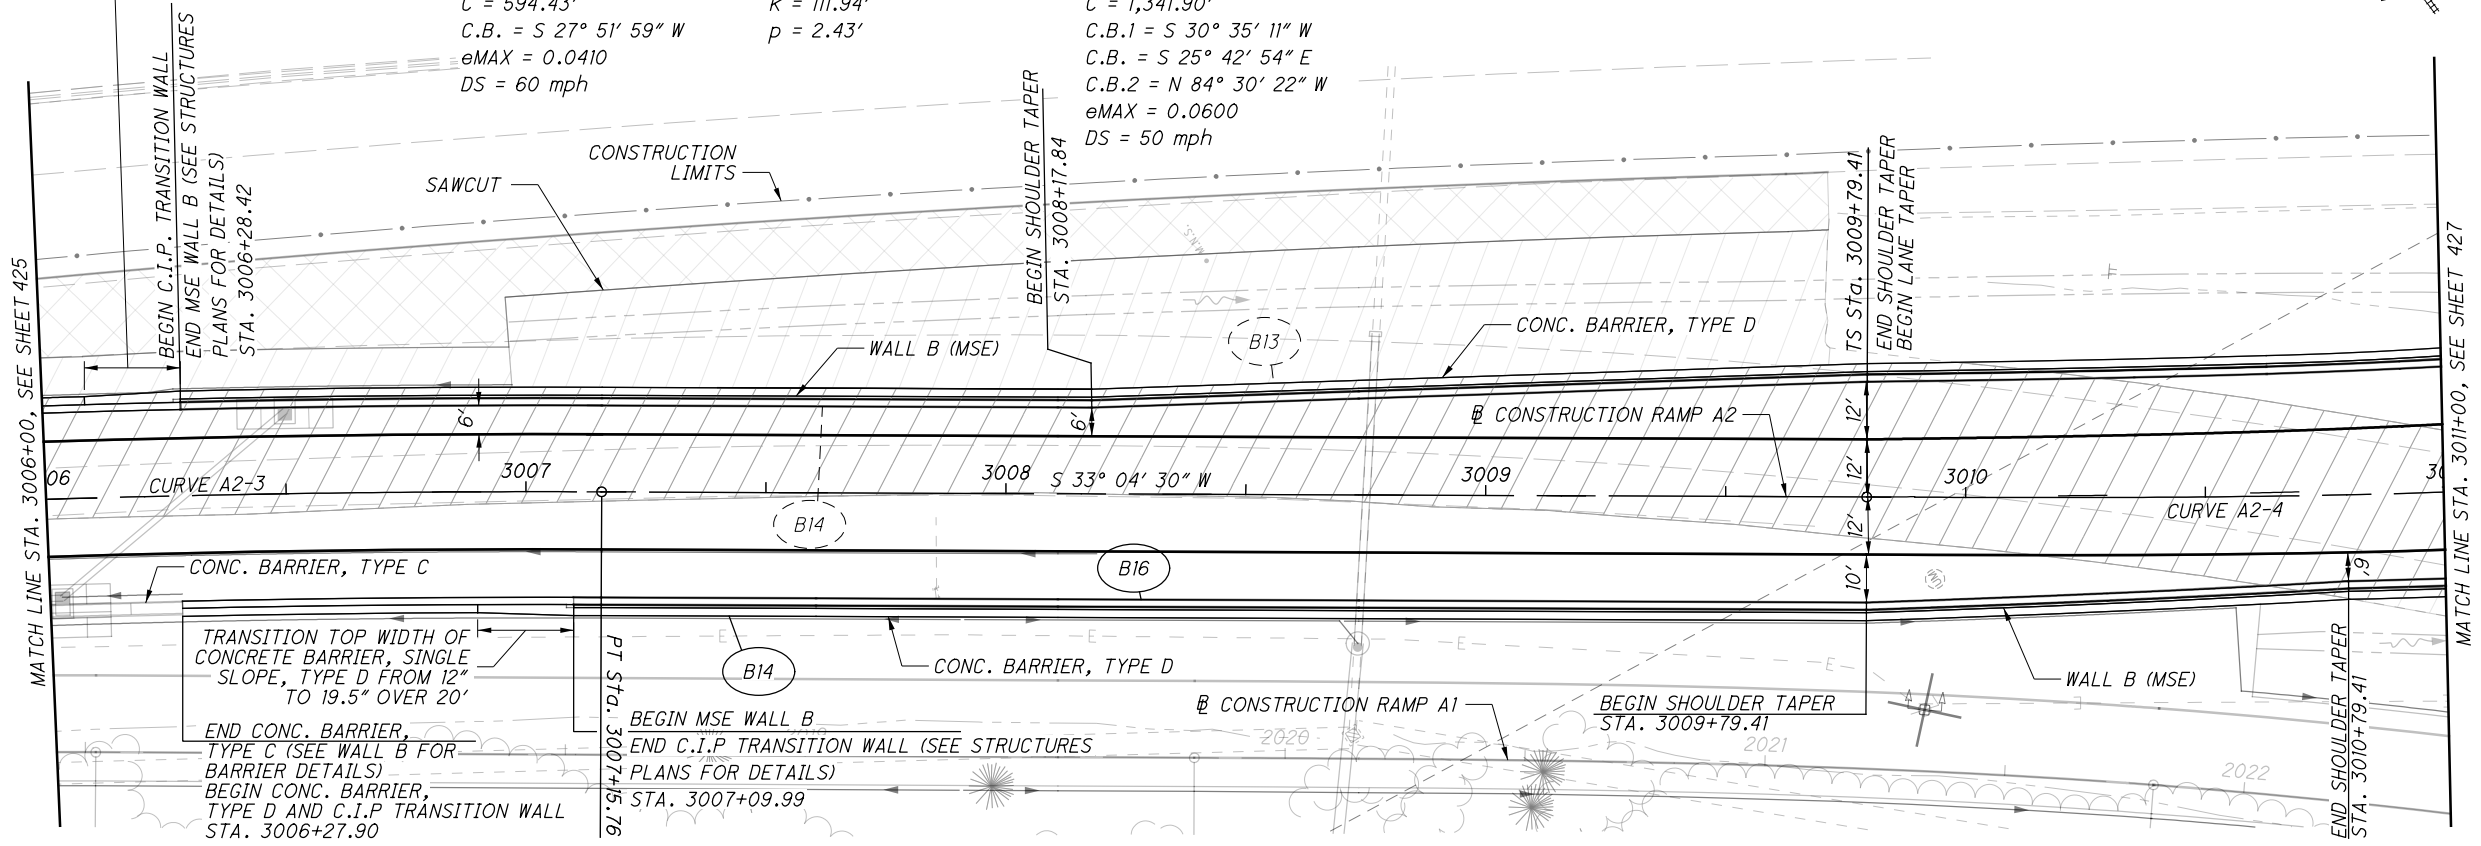 C = 594.43'
C.B. = S 27° 51' 59" W
eMAX = 0.0410
DS = 60 mph
K = 111.94'
p = 2.43'
C = 1,341.90'
C.B.1 = S 30° 35' 11" W
C.B. = S 25° 42' 54" E
C.B.2 = N 84° 30' 22" W
eMAX = 0.0600
DS = 50 mph
MATCH LINE STA. 3006+00, SEE SHEET 425
BEGIN C.I.P. TRANSITION WALL
END MSE WALL B (SEE STRUCTURES
PLANS FOR DETAILS)
STA. 3006+28.42
SAWCUT
CONSTRUCTION
LIMITS
BEGIN SHOULDER TAPER
STA. 3008+17.84
M.N.S.
TS Sta. 3009+79.41
END SHOULDER TAPER
BEGIN LANE TAPER
F
MATCH LINE STA. 3011+00, SEE SHEET 427
WALL B (MSE)
B13
CONC. BARRIER, TYPE D
6'
6'
12'
12'
12'
10'
6'
℄ CONSTRUCTION RAMP A2
06
CURVE A2-3
3007
3008
S 33° 04' 30" W
3009
3010
30
CURVE A2-4
B14
B16
CONC. BARRIER, TYPE C
TRANSITION TOP WIDTH OF
CONCRETE BARRIER, SINGLE
SLOPE, TYPE D FROM 12"
TO 19.5" OVER 20'
END CONC. BARRIER,
TYPE C (SEE WALL B FOR
BARRIER DETAILS)
BEGIN CONC. BARRIER,
TYPE D AND C.I.P TRANSITION WALL
STA. 3006+27.90
PT Sta. 3007+15.76
E
E
E
E
B14
CONC. BARRIER, TYPE D
BEGIN MSE WALL B
END C.I.P TRANSITION WALL (SEE STRUCTURES
PLANS FOR DETAILS)
STA. 3007+09.99
℄ CONSTRUCTION RAMP A1
BEGIN SHOULDER TAPER
STA. 3009+79.41
WALL B (MSE)
END SHOULDER TAPER
STA. 3010+79.41
2020
2021
2022